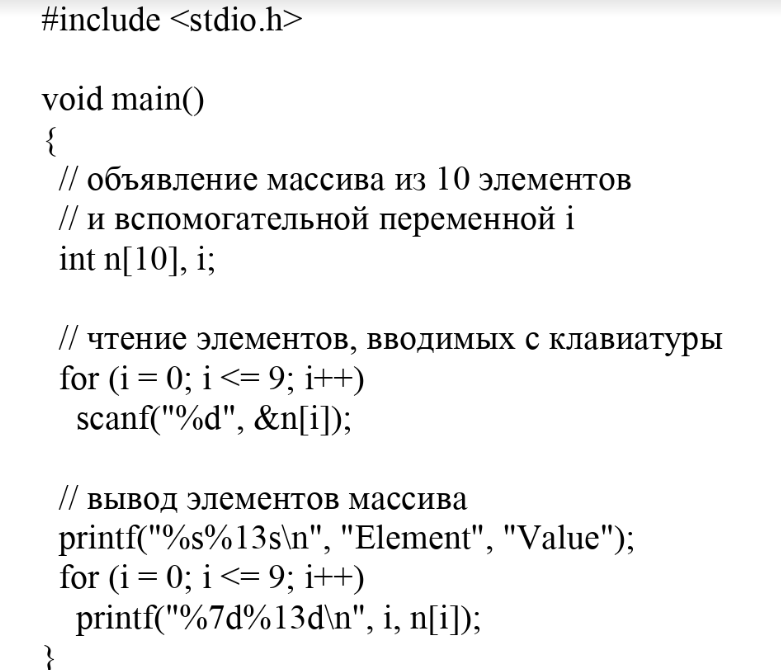 #include <stdio.h>
void main()
{
// объявление массива из 10 элементов
// и вспомогательной переменной i
int n[10], i;
// чтение элементов, вводимых с клавиатуры
for (i = 0; i <= 9; i++)
scanf("%d", &n[i]);
// вывод элементов массива
printf("%s%13s\n", "Element", "Value");
for (i = 0; i <= 9; i++)
printf("%7d%13d\n", i, n[i]);
}